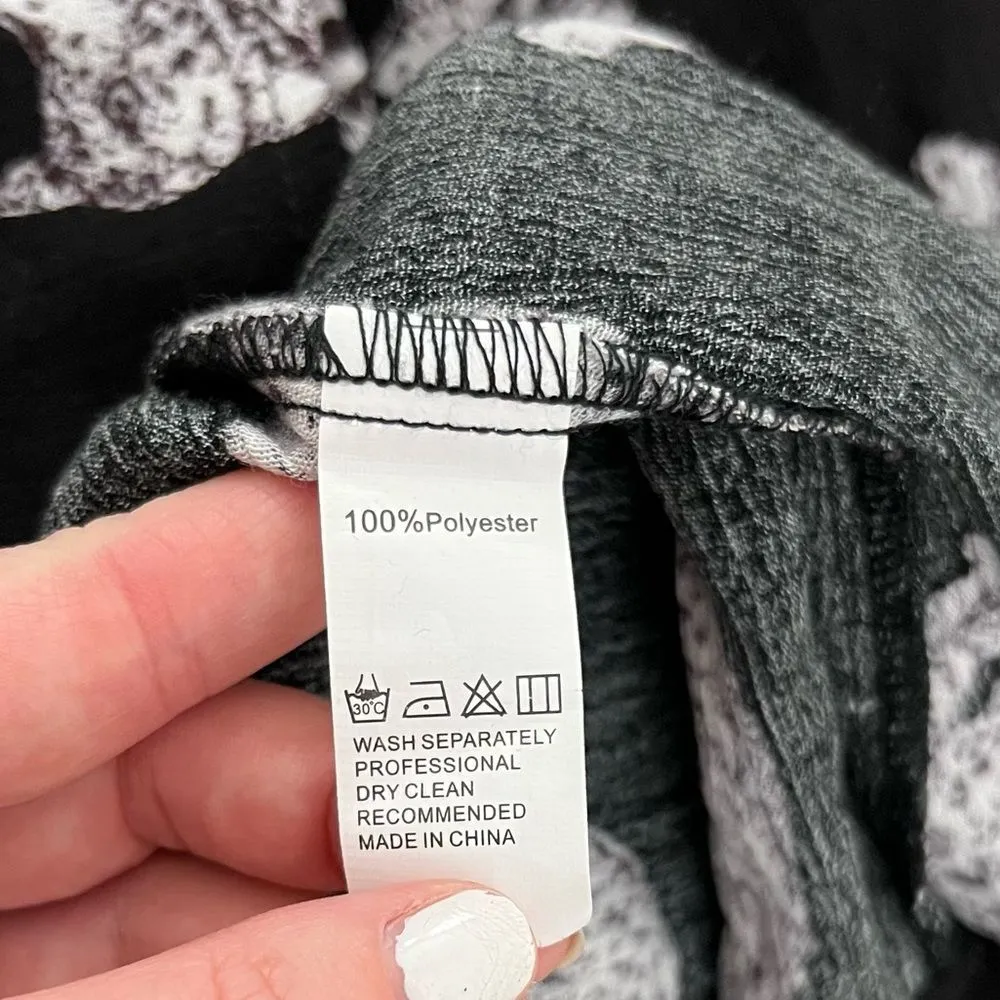 100%Polyester
30°C
WASH SEPARATELY
PROFESSIONAL
DRY CLEAN
RECOMMENDED
MADE IN CHINA